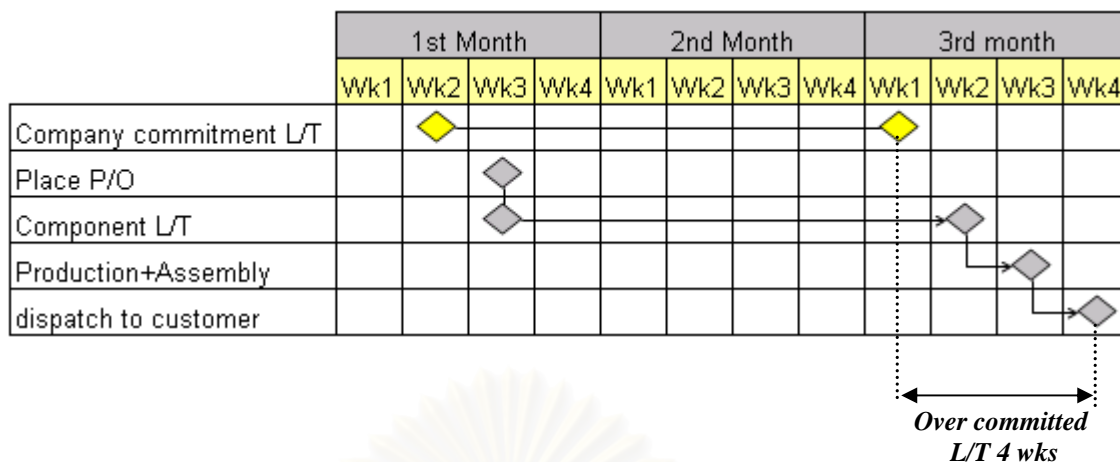 1st Month 2nd Month 3rd month
Wk1 Wk2 Wk3 Wk4 Wk1 Wk2 Wk3 Wk4 Wk1 Wk2 Wk3 Wk4
Company commitment L/T
Place P/O
Component L/T
Production+Assembly
dispatch to customer
Over committed
L/T 4 wks